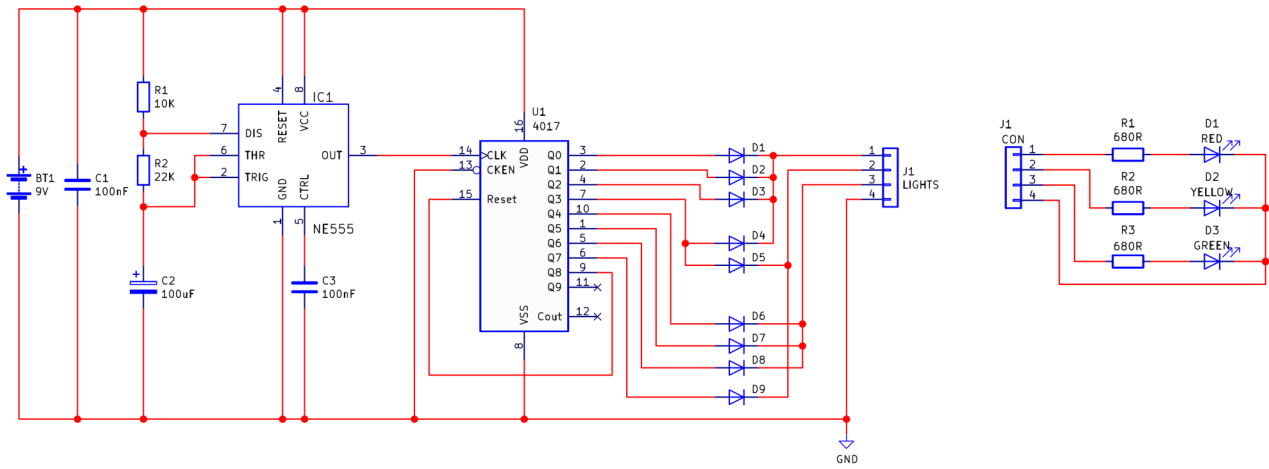 BT1
9V
C1
100nF
R1
10K
R2
22K
C2
100uF
IC1
NE555
4
8
RESET
VCC
7 DIS
6 THR
2 TRIG
OUT 3
GND
CTRL
1
5
C3
100nF
U1
4017
16
VDD
14 CLK
13 CKEN
15 Reset
Q0 3
Q1 2
Q2 4
Q3 7
Q4 10
Q5 1
Q6 5
Q7 6
Q8 9
Q9 11
Cout 12
VSS
8
D1
D2
D3
D4
D5
D6
D7
D8
D9
1
2
3
4
J1
LIGHTS
GND
J1
CON
1
2
3
4
R1
680R
D1
RED
R2
680R
D2
YELLOW
R3
680R
D3
GREEN